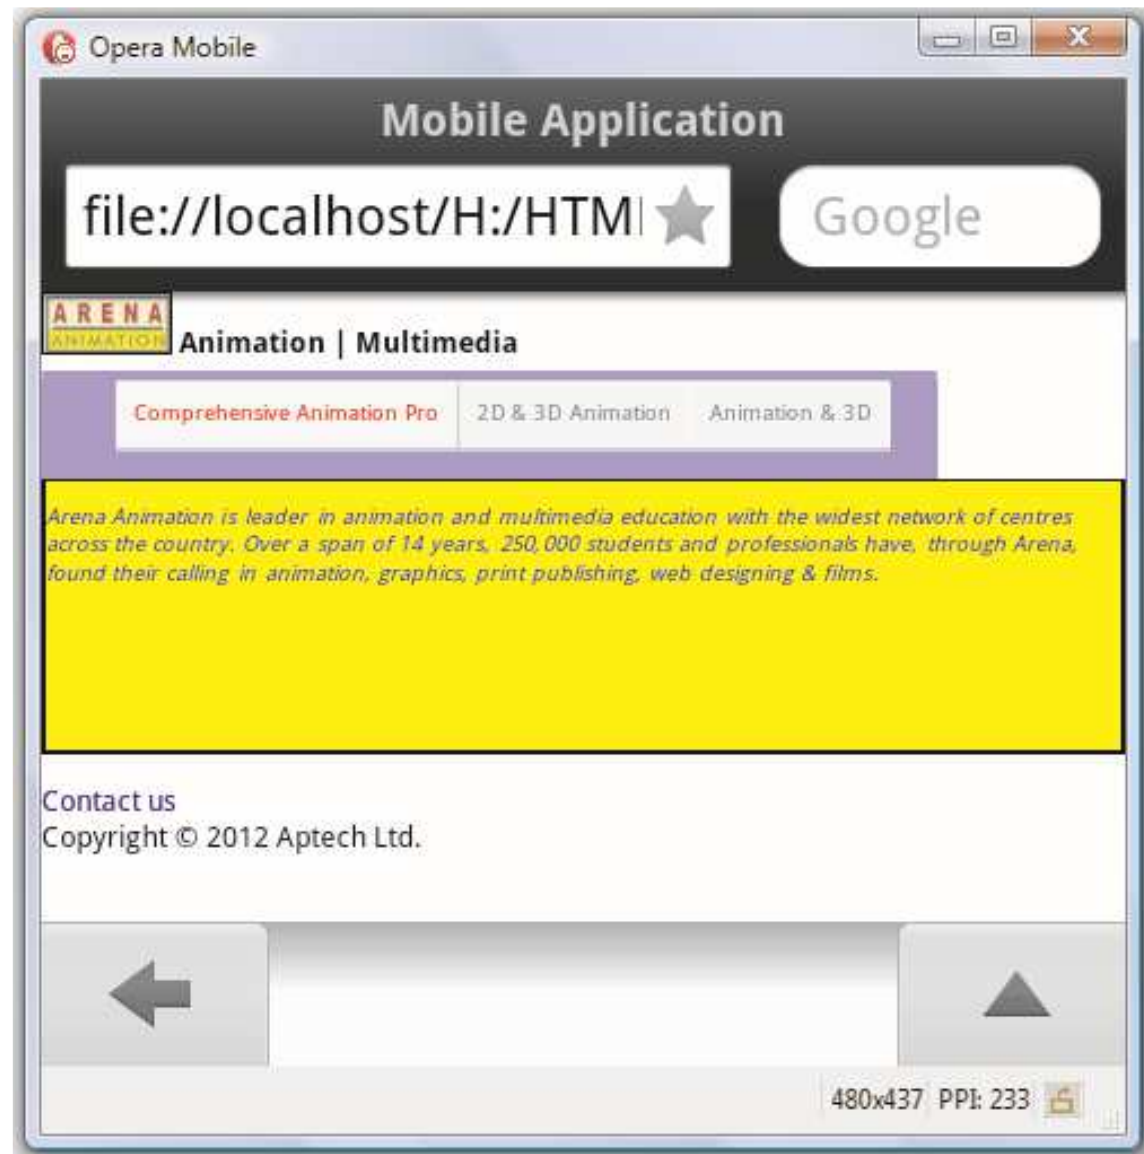 Opera Mobile
Mobile Application
file://localhost/H:/HTM
Google
ARENA
ANIMATION
Animation | Multimedia
Comprehensive Animation Pro 2D & 3D Animation Animation & 3D
Arena Animation is leader in animation and multimedia education with the widest network of centres
across the country. Over a span of 14 years, 250,000 students and professionals have, through Arena,
found their calling in animation, graphics, print publishing, web designing & films.
Contact us
Copyright © 2012 Aptech Ltd.
480x437 PPI: 233